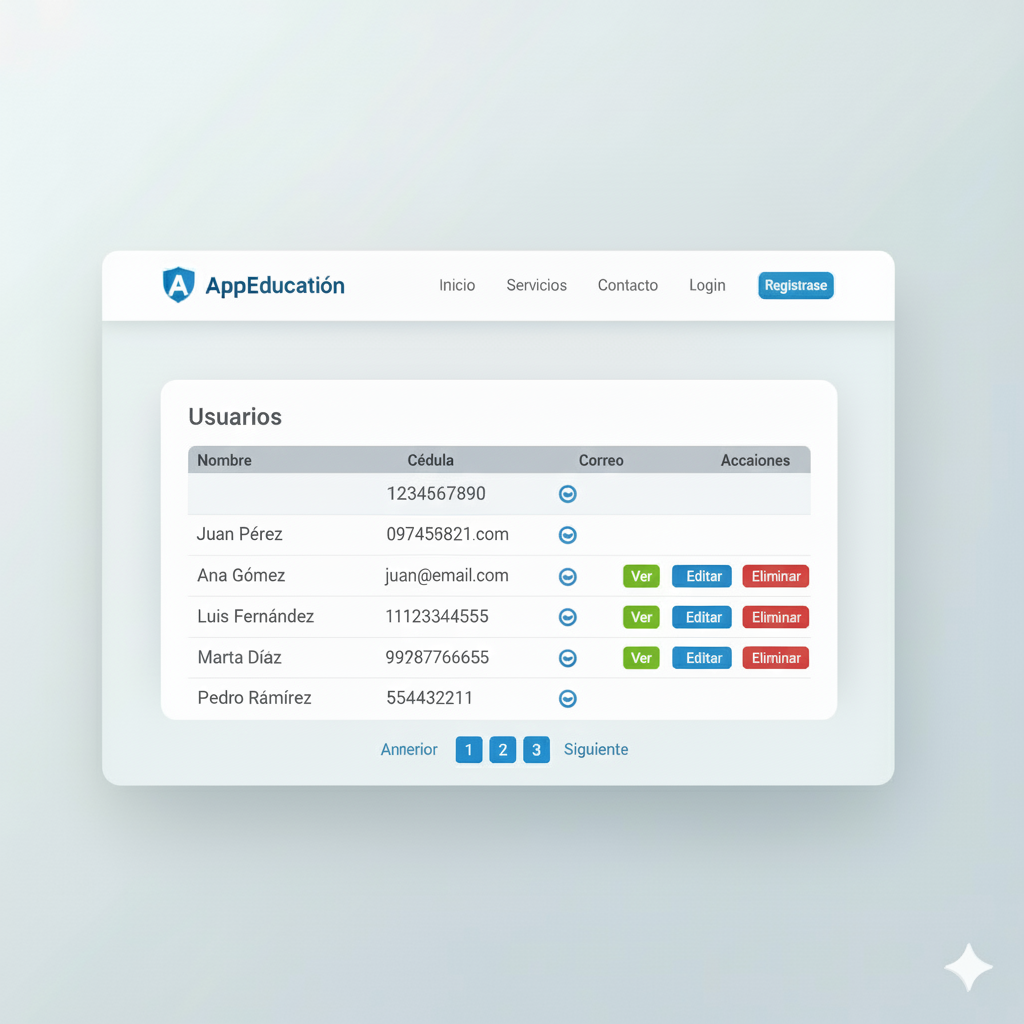 AppEducatión Inicio Servicios Contacto Login Registrase
Usuarios
Nombre Cédula Correo Accaiones
1234567890
Juan Pérez 097456821.com
Ana Gómez juan@email.com Ver Editar Eliminar
Luis Fernández 11123344555 Ver Editar Eliminar
Marta Díaz 99287766655 Ver Editar Eliminar
Pedro Rámírez 554432211
Annerior 1 2 3 Siguiente